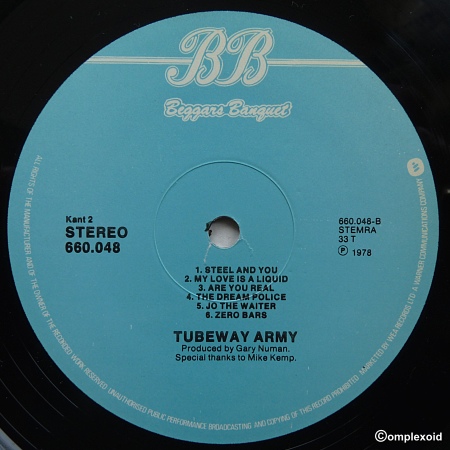 BB
Beggars Banquet
Kant 2
STEREO
660.048
660.048-B
STEMRA
33 T
Ⓟ 1978
1. STEEL AND YOU
2. MY LOVE IS A LIQUID
3. ARE YOU REAL
4. THE DREAM POLICE
5. JO THE WAITER
6. ZERO BARS
TUBEWAY ARMY
Produced by Gary Numan.
Special thanks to Mike Kemp.
ALL RIGHTS OF THE MANUFACTURER AND OF THE OWNER OF THE RECORDED WORK RESERVED UNAUTHORISED PUBLIC PERFORMANCE BROADCASTING AND COPYING OF THIS RECORD PROHIBITED MARKETED BY WEA RECORDS LTD. A WARNER COMMUNICATIONS COMPANY
©omplexoid